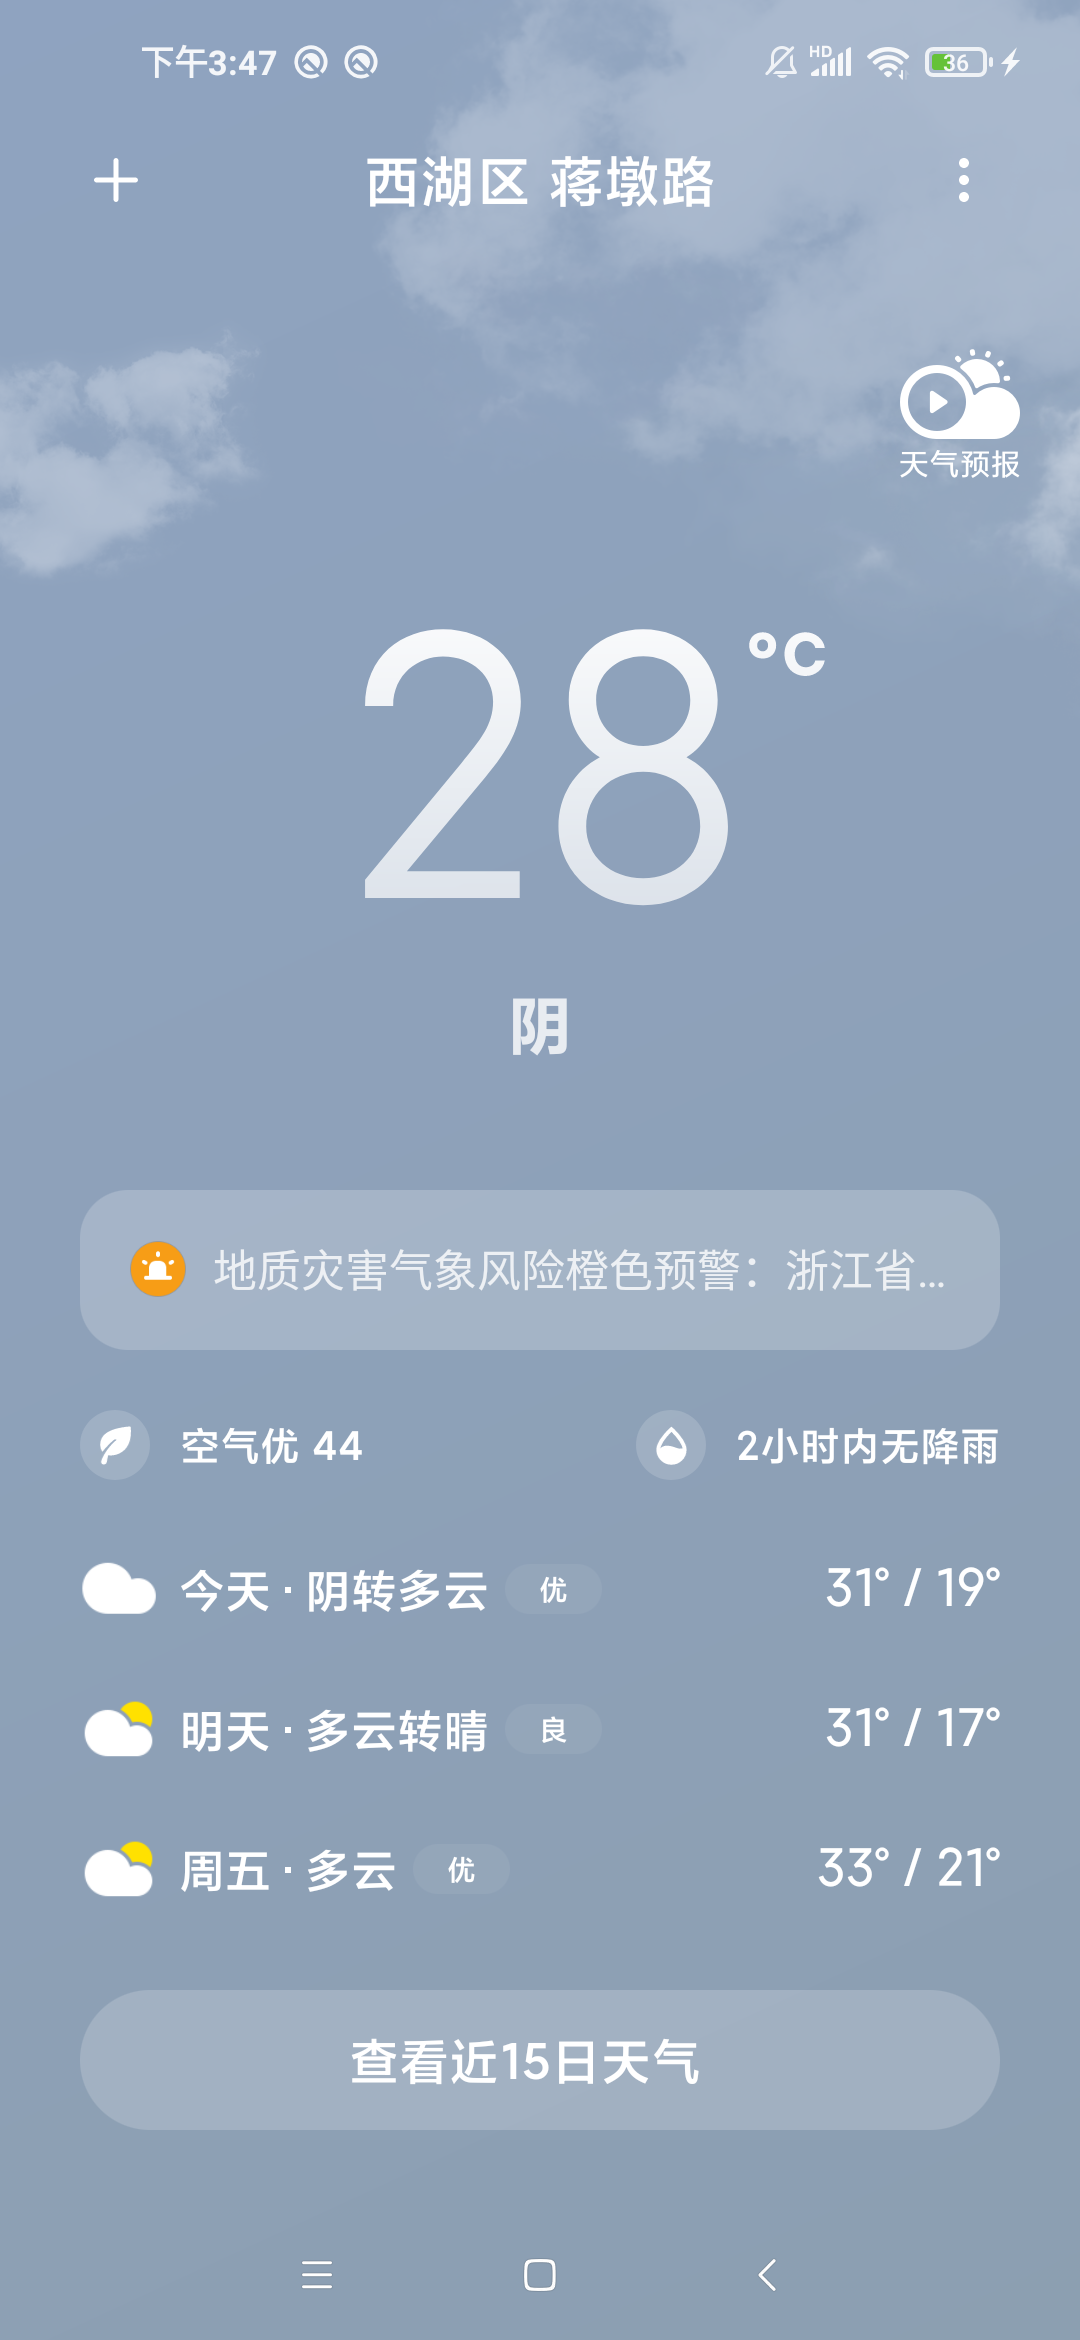 下午3:47 HD 36
西湖区 蒋墩路
天气预报
28°C
阴
地质灾害气象风险橙色预警：浙江省...
空气优 44
2小时内无降雨
今天 · 阴转多云 优 31° / 19°
明天 · 多云转晴 良 31° / 17°
周五 · 多云 优 33° / 21°
查看近15日天气